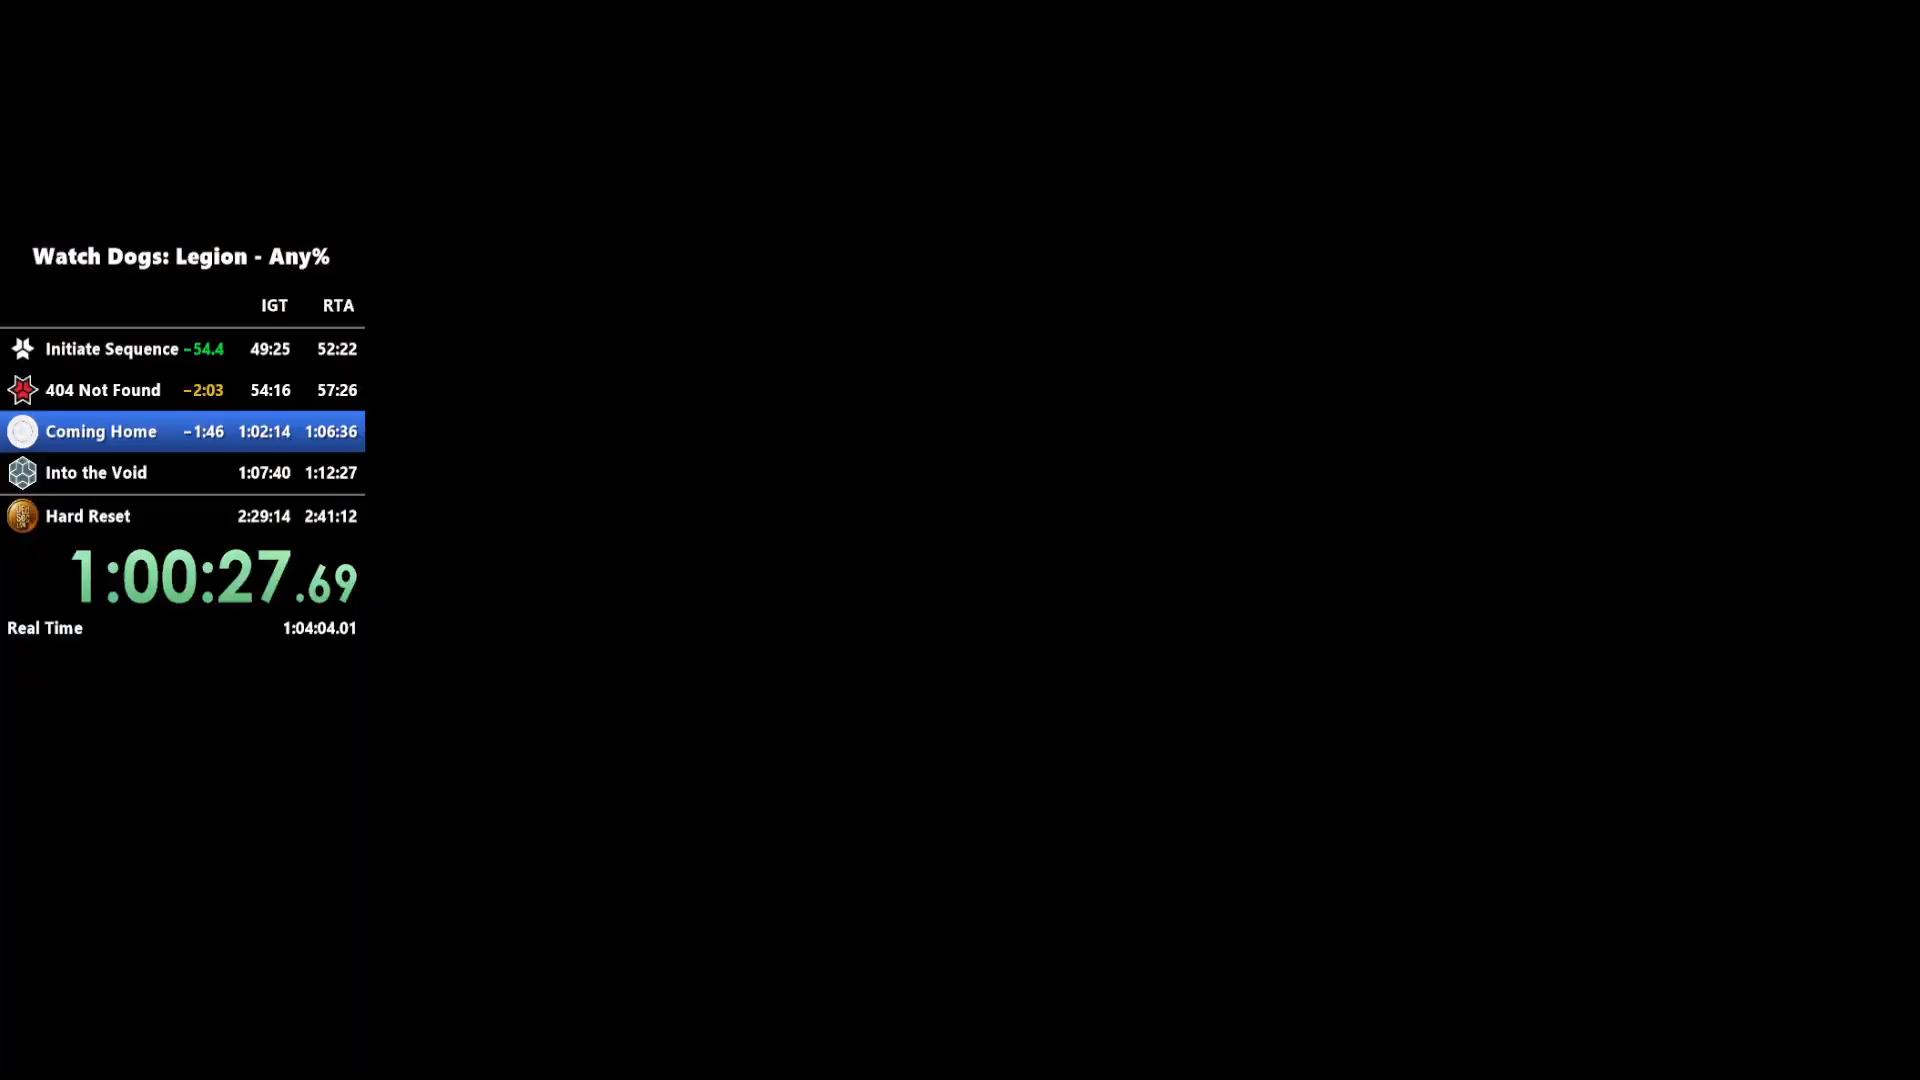 Watch Dogs: Legion - Any%
IGT RTA
Initiate Sequence -54.4 49:25 52:22
404 Not Found -2:03 54:16 57:26
Coming Home -1:46 1:02:14 1:06:36
Into the Void 1:07:40 1:12:27
Hard Reset 2:29:14 2:41:12
1:00:27.69
Real Time 1:04:04.01